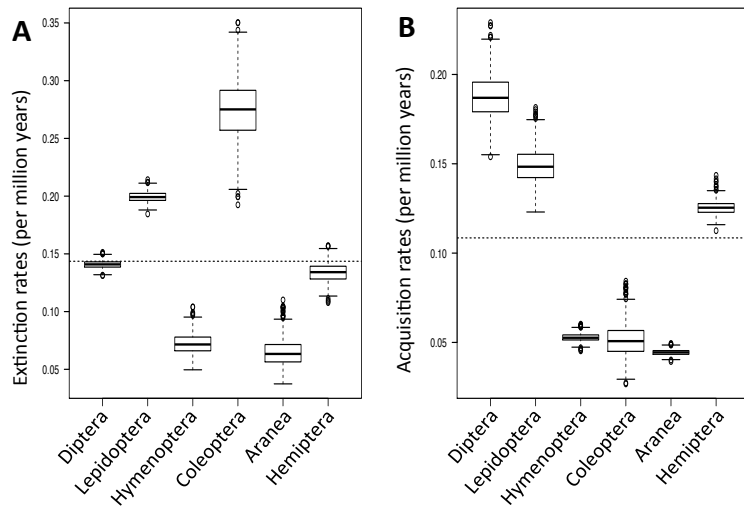 A
Extinction rates (per million years)
0.35
0.30
0.25
0.20
0.15
0.10
0.05
Diptera
Lepidoptera
Hymenoptera
Coleoptera
Aranea
Hemiptera
B
Acquisition rates (per million years)
0.20
0.15
0.10
0.05
Diptera
Lepidoptera
Hymenoptera
Coleoptera
Aranea
Hemiptera